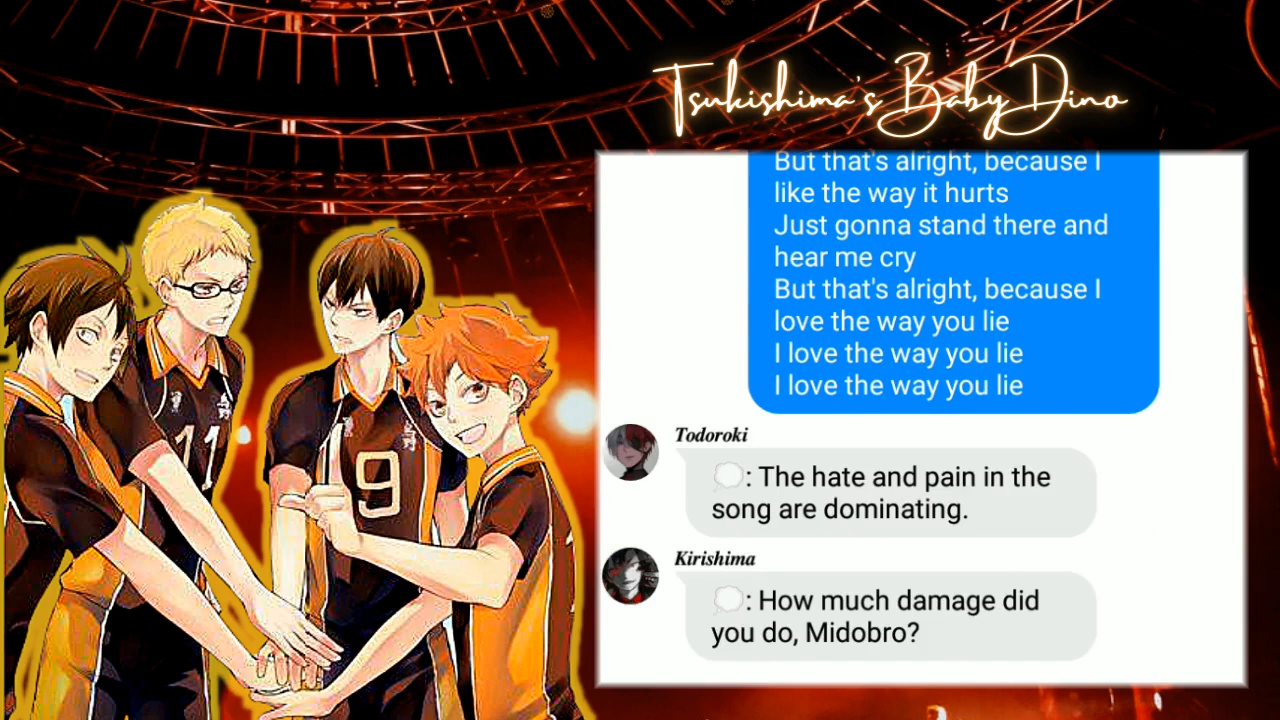 Tsukishima's Baby Dino
But that's alright, because I
like the way it hurts
Just gonna stand there and
hear me cry
But that's alright, because I
love the way you lie
I love the way you lie
I love the way you lie
Todoroki
💭: The hate and pain in the
song are dominating.
Kirishima
💭: How much damage did
you do, Midobro?
11
9